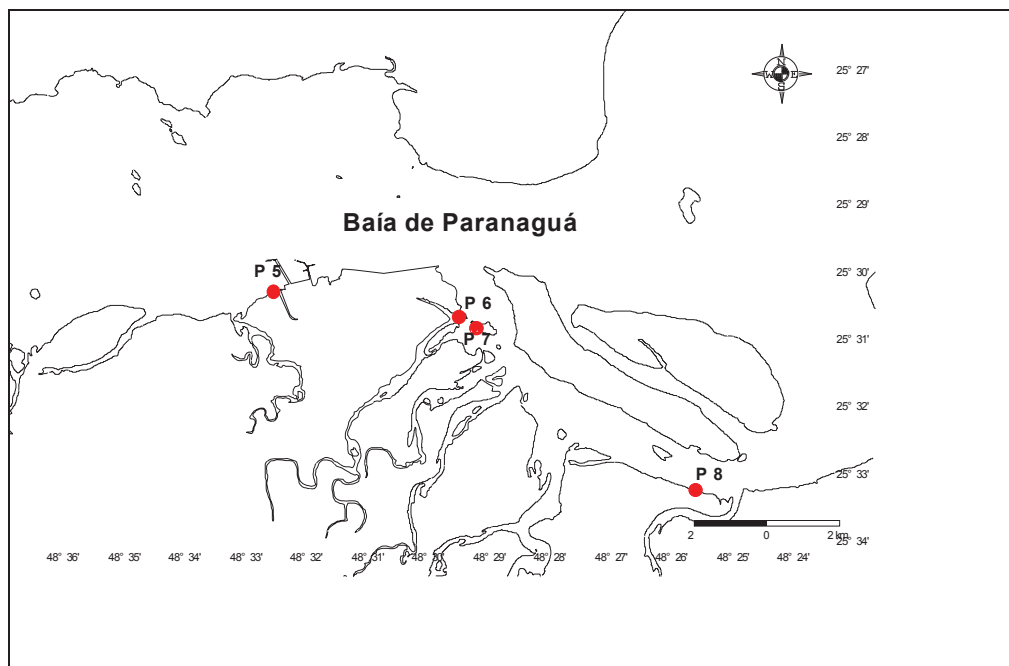 N
W E
S
25° 27'
25° 28'
25° 29'
Baía de Paranaguá
25° 30'
P 5
P 6
P 7
25° 31'
25° 32'
25° 33'
P 8
2 0 2 km
25° 34'
48° 36' 48° 35' 48° 34' 48° 33' 48° 32' 48° 31' 48° 30' 48° 29' 48° 28' 48° 27' 48° 26' 48° 25' 48° 24'